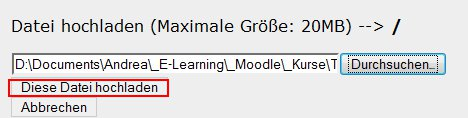 Datei hochladen (Maximale Größe: 20MB) --> /
D:\Documents\Andrea\_E-Learning\_Moodle\_Kurse\T Durchsuchen...
Diese Datei hochladen
Abbrechen